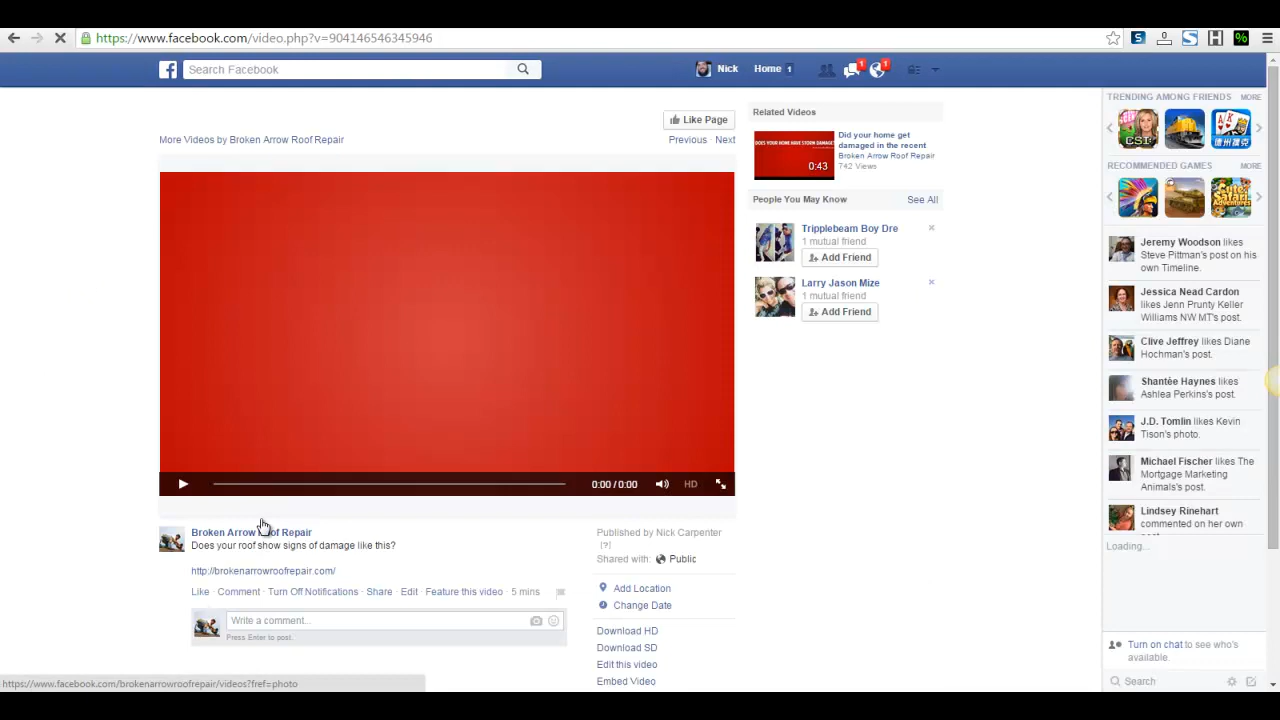 https://www.facebook.com/video.php?v=904146546345946
0
%
Search Facebook
Nick
Home 1
1
1
Like Page
More Videos by Broken Arrow Roof Repair
Previous · Next
0:00 / 0:00
HD
Broken Arrow Roof Repair
Does your roof show signs of damage like this?
http://brokenarrowroofrepair.com/
Like · Comment · Turn Off Notifications · Share · Edit · Feature this video · 5 mins
Write a comment...
Press Enter to post.
Published by Nick Carpenter
[?]
Shared with: Public
Add Location
Change Date
Download HD
Download SD
Edit this video
Embed Video
Related Videos
DOES YOUR HOME HAVE STORM DAMAGE
0:43
Did your home get
damaged in the recent
Broken Arrow Roof Repair
742 Views
People You May Know
See All
Tripplebeam Boy Dre
1 mutual friend
Add Friend
Larry Jason Mize
1 mutual friend
Add Friend
TRENDING AMONG FRIENDS
MORE
CSI
RECOMMENDED GAMES
MORE
Cute
Safari
Adventures
Jeremy Woodson likes
Steve Pittman's post on his
own Timeline.
Jessica Nead Cardon
likes Jenn Prunty Keller
Williams NW MT's post.
Clive Jeffrey likes Diane
Hochman's post.
Shantée Haynes likes
Ashlea Perkins's post.
J.D. Tomlin likes Kevin
Tison's photo.
Michael Fischer likes The
Mortgage Marketing
Animals's post.
Lindsey Rinehart
commented on her own
Loading...
Turn on chat to see who's
available.
Search
https://www.facebook.com/brokenarrowroofrepair/videos?fref=photo